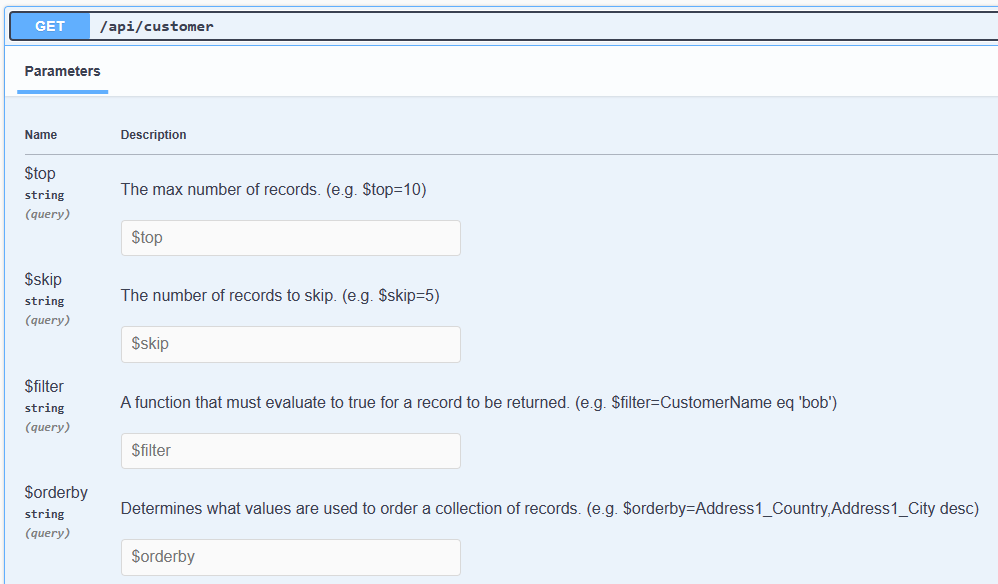 GET /api/customer
Parameters
Name Description
$top
string
(query)
The max number of records. (e.g. $top=10)
$top
$skip
string
(query)
The number of records to skip. (e.g. $skip=5)
$skip
$filter
string
(query)
A function that must evaluate to true for a record to be returned. (e.g. $filter=CustomerName eq 'bob')
$filter
$orderby
string
(query)
Determines what values are used to order a collection of records. (e.g. $orderby=Address1_Country,Address1_City desc)
$orderby